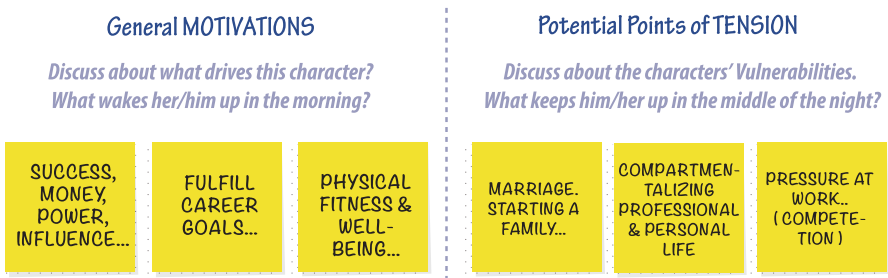 General MOTIVATIONS
Discuss about what drives this character?
What wakes her/him up in the morning?
SUCCESS,
MONEY,
POWER,
INFLUENCE...
FULFILL
CAREER
GOALS...
PHYSICAL
FITNESS &
WELL-
BEING...
Potential Points of TENSION
Discuss about the characters' Vulnerabilities.
What keeps him/her up in the middle of the night?
MARRIAGE.
STARTING A
FAMILY...
COMPARTMEN-
TALIZING
PROFESSIONAL
& PERSONAL
LIFE
PRESSURE AT
WORK..
( COMPETE-
TION )